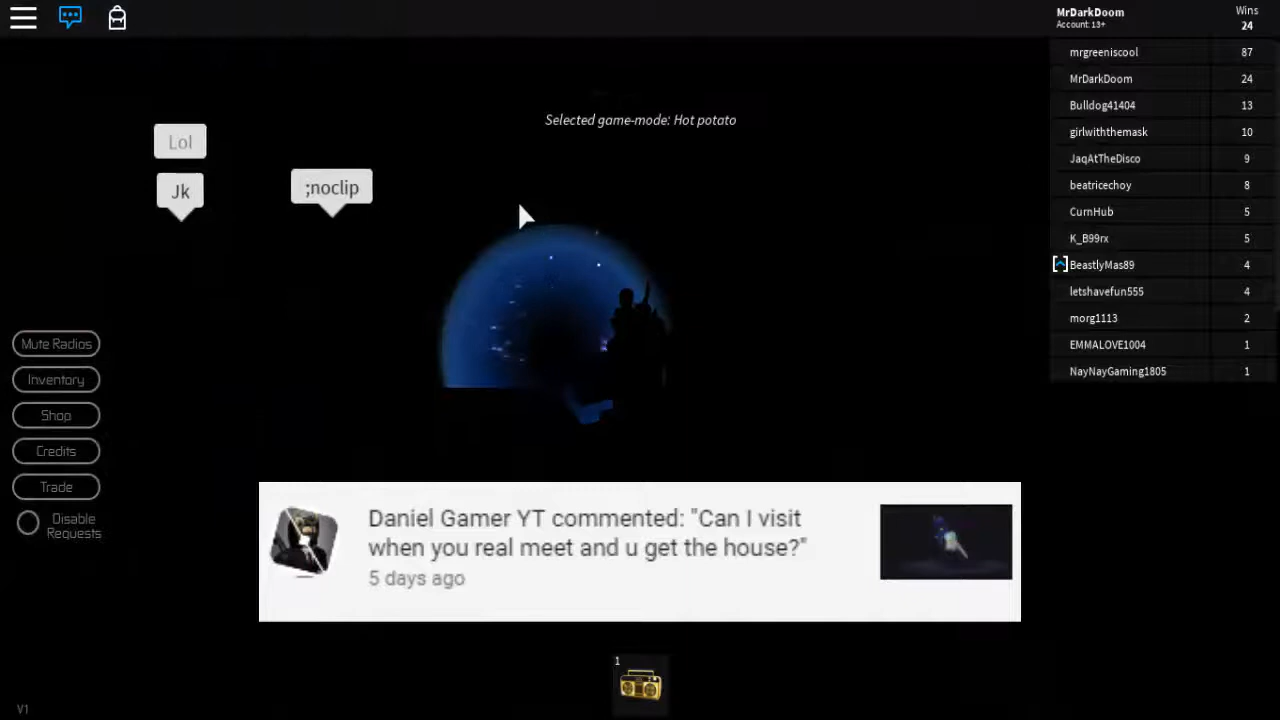 MrDarkDoom
Account: 13+
Wins
24
mrgreeniscool 87
MrDarkDoom 24
Bulldog41404 13
girlwiththemask 10
JaqAtTheDisco 9
beatricechoy 8
CurnHub 5
K_B99rx 5
BeastlyMas89 4
letshavefun555 4
morg1113 2
EMMALOVE1004 1
NayNayGaming1805 1
Selected game-mode: Hot potato
Lol
Jk
;noclip
Mute Radios
Inventory
Shop
Credits
Trade
Disable
Requests
Daniel Gamer YT commented: "Can I visit
when you real meet and u get the house?"
5 days ago
1
V1